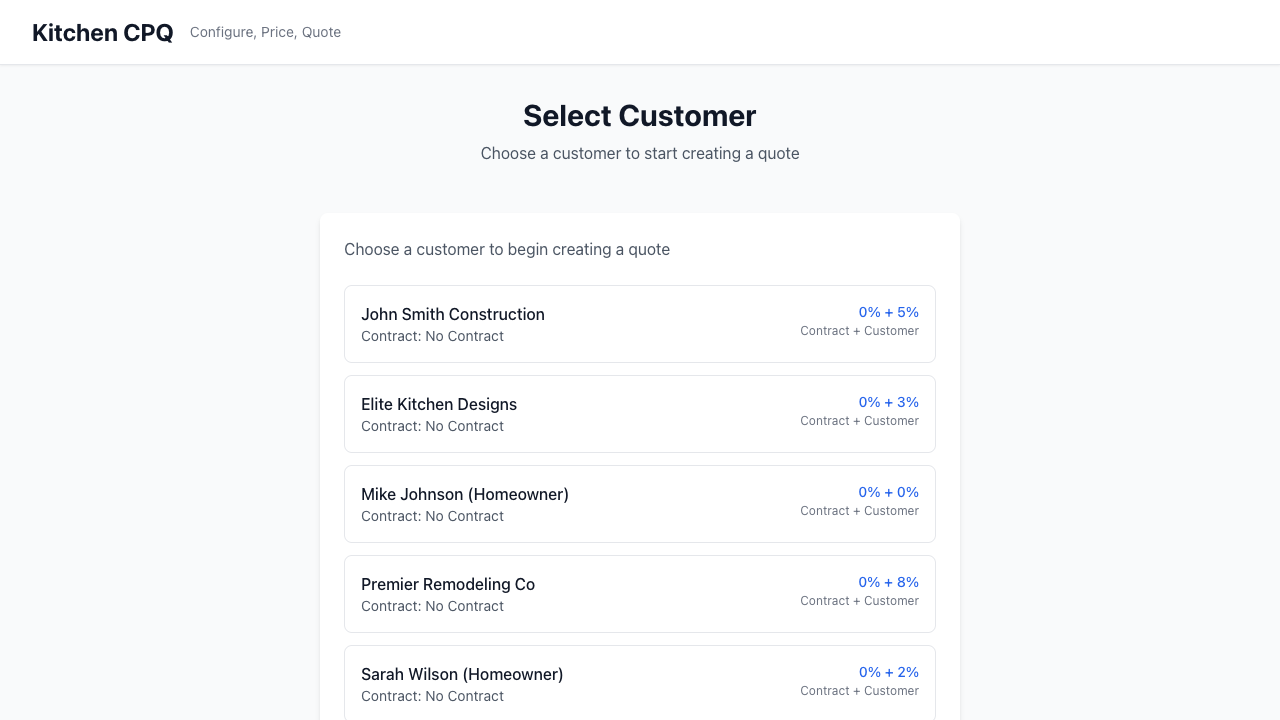 Kitchen CPQ Configure, Price, Quote
Select Customer
Choose a customer to start creating a quote
Choose a customer to begin creating a quote
John Smith Construction
Contract: No Contract
0% + 5%
Contract + Customer
Elite Kitchen Designs
Contract: No Contract
0% + 3%
Contract + Customer
Mike Johnson (Homeowner)
Contract: No Contract
0% + 0%
Contract + Customer
Premier Remodeling Co
Contract: No Contract
0% + 8%
Contract + Customer
Sarah Wilson (Homeowner)
Contract: No Contract
0% + 2%
Contract + Customer